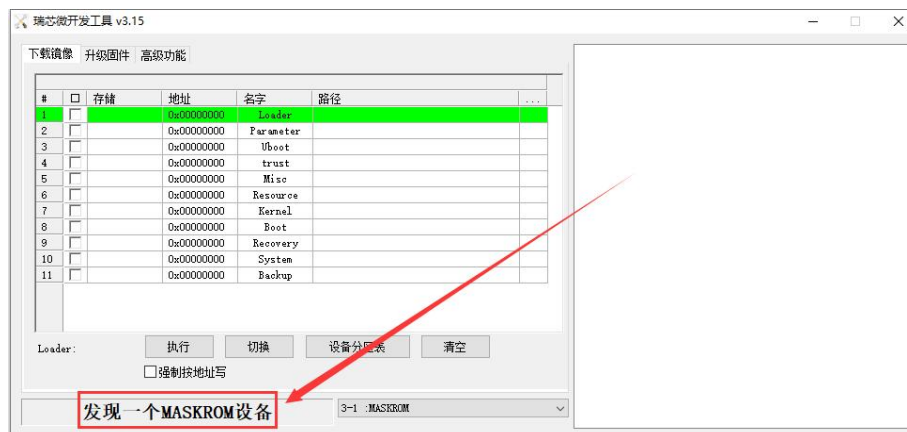 瑞芯微开发工具 v3.15
下载镜像 升级固件 高级功能
# 存储 地址 名字 路径 ...
1 0x00000000 Loader
2 0x00000000 Parameter
3 0x00000000 Uboot
4 0x00000000 trust
5 0x00000000 Misc
6 0x00000000 Resource
7 0x00000000 Kernel
8 0x00000000 Boot
9 0x00000000 Recovery
10 0x00000000 System
11 0x00000000 Backup
Loader: 执行 切换 设备分区表 清空
强制按地址写
发现一个MASKROM设备 3-1 :MASKROM